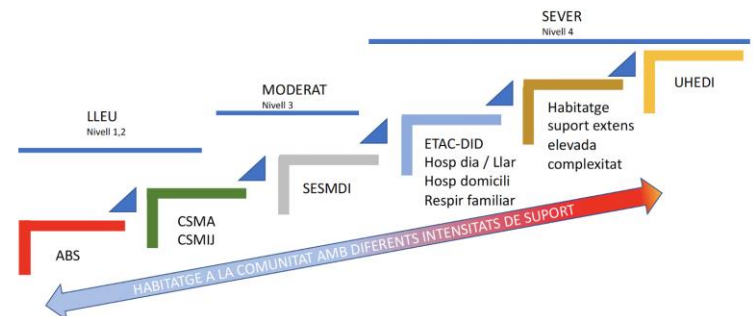 SEVER
Nivell 4
MODERAT
Nivell 3
LLEU
Nivell 1,2
ABS
CSMA
CSMIJ
SESMDI
ETAC-DID
Hosp dia / Llar
Hosp domicili
Respir familiar
Habitatge
suport extens
elevada
complexitat
UHEDI
HABITATGE A LA COMUNITAT AMB DIFERENTS INTENSITATS DE SUPORT